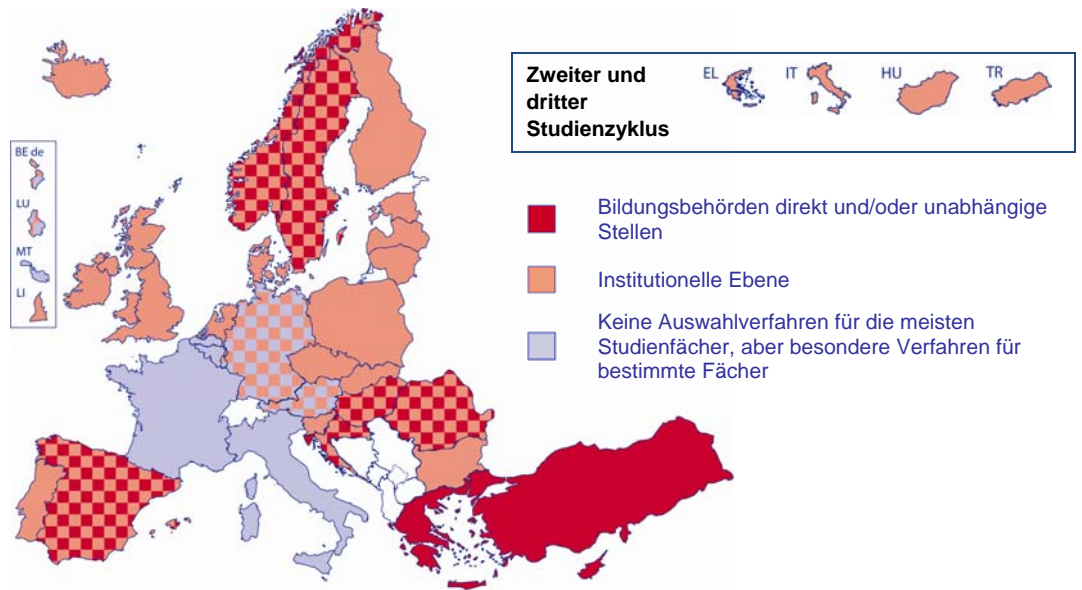 Zweiter und
dritter
Studienzyklus
EL
IT
HU
TR
BE de
LU
MT
LI
Bildungsbehörden direkt und/oder unabhängige
Stellen
Institutionelle Ebene
Keine Auswahlverfahren für die meisten
Studienfächer, aber besondere Verfahren für
bestimmte Fächer